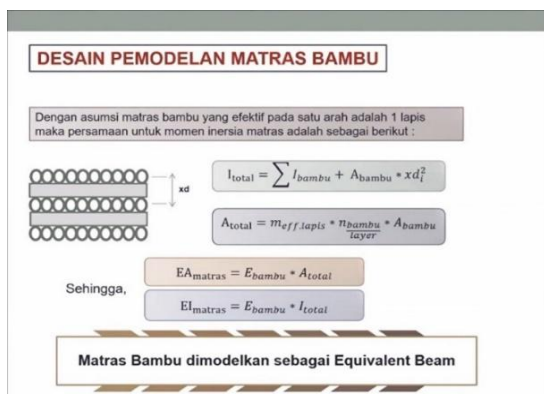 DESAIN PEMODELAN MATRAS BAMBU
Dengan asumsi matras bambu yang efektif pada satu arah adalah 1 lapis
maka persamaan untuk momen inersia matras adalah sebagai berikut :
xd
I_total = ∑ I_bambu + A_bambu * xd_i^2
A_total = m_eff.lapis * n_bambu/layer * A_bambu
Sehingga,
EA_matras = E_bambu * A_total
EI_matras = E_bambu * I_total
Matras Bambu dimodelkan sebagai Equivalent Beam